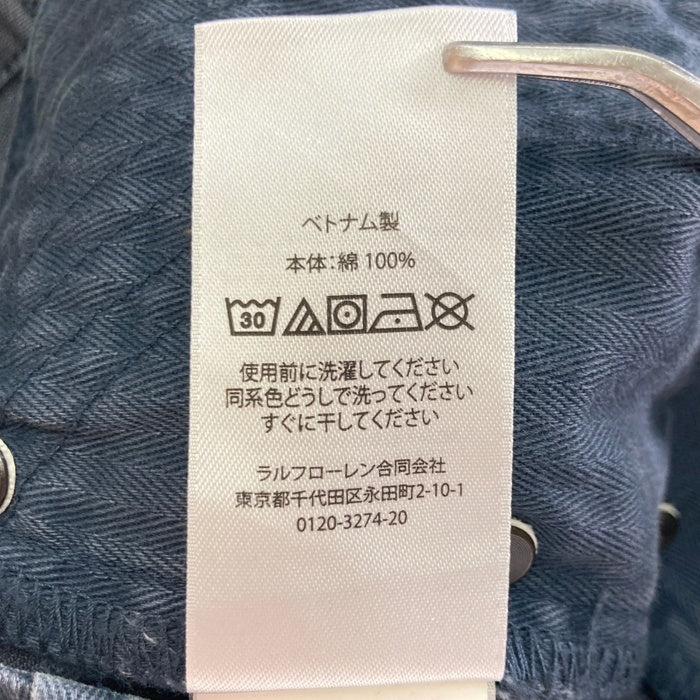 ベトナム製
本体:綿 100%
30
使用前に洗濯してください
同系色どうしで洗ってください
すぐに干してください
ラルフローレン合同会社
東京都千代田区永田町2-10-1
0120-3274-20